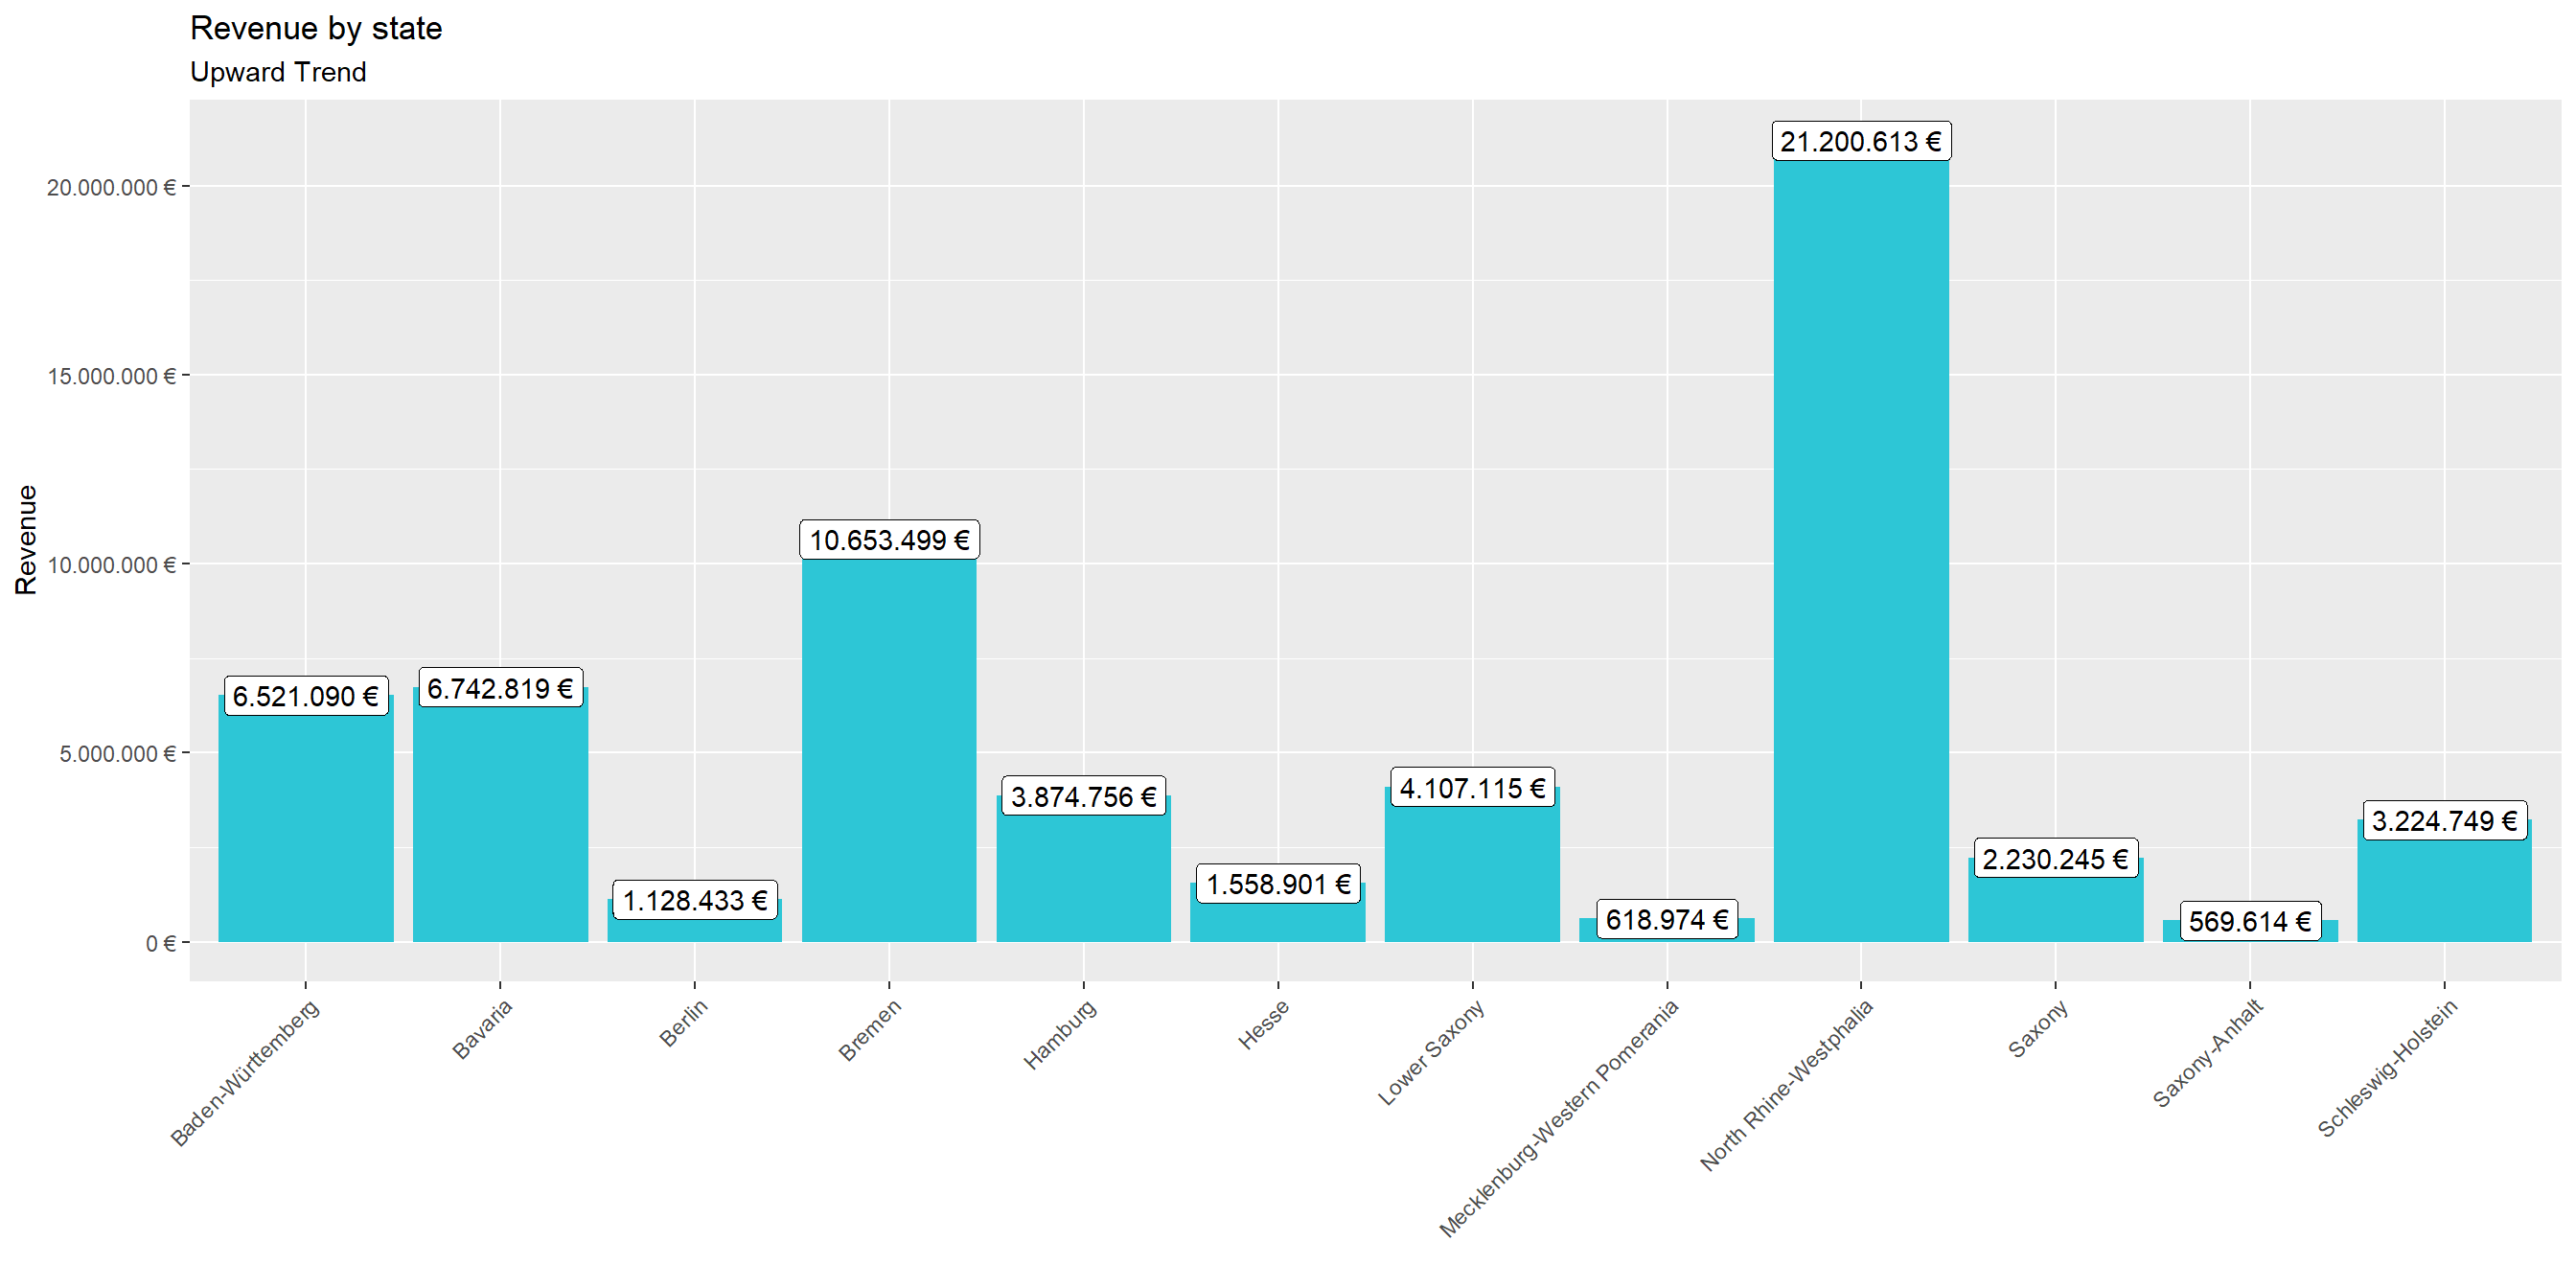 Revenue by state
Upward Trend
Revenue
20.000.000 €
15.000.000 €
10.000.000 €
5.000.000 €
0 €
6.521.090 €
6.742.819 €
1.128.433 €
10.653.499 €
3.874.756 €
1.558.901 €
4.107.115 €
618.974 €
21.200.613 €
2.230.245 €
569.614 €
3.224.749 €
Baden-Württemberg
Bavaria
Berlin
Bremen
Hamburg
Hesse
Lower Saxony
Mecklenburg-Western Pomerania
North Rhine-Westphalia
Saxony
Saxony-Anhalt
Schleswig-Holstein